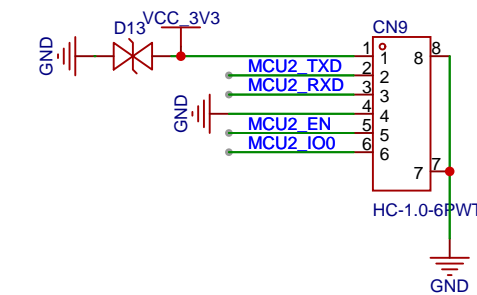 VCC_3V3
D13
CN9
GND
1
1
8
8
MCU2_TXD
2
2
MCU2_RXD
3
3
GND
4
4
MCU2_EN
5
5
MCU2_IO0
6
6
7
7
HC-1.0-6PWT
GND